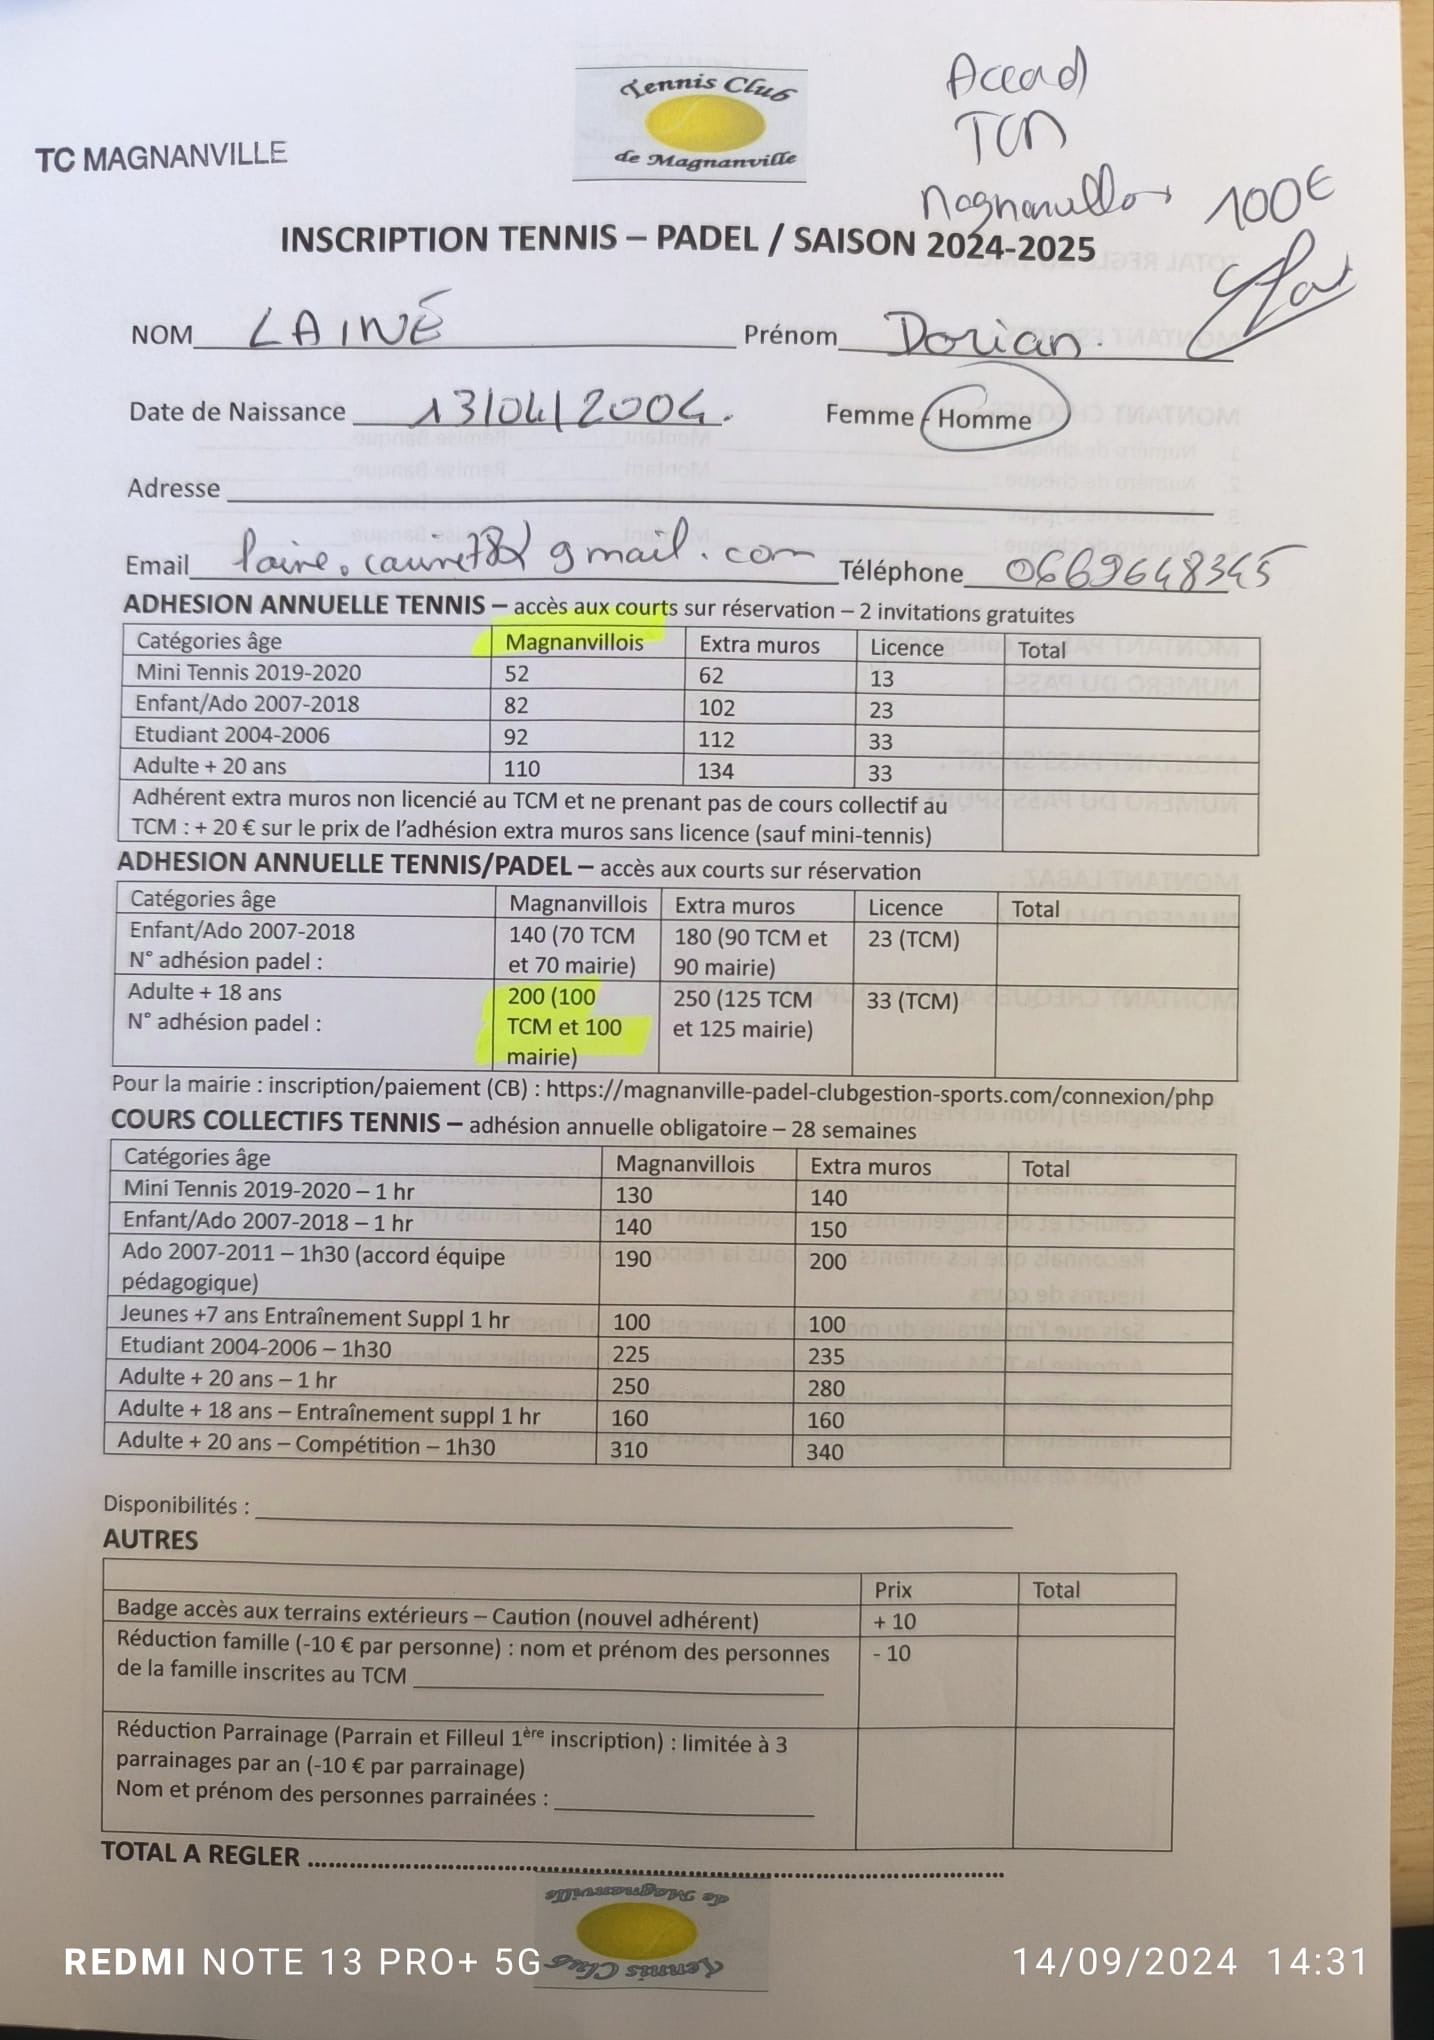 Tennis Club
de Magnanville
Accad
TCM
TC MAGNANVILLE
100€
INSCRIPTION TENNIS – PADEL / SAISON 2024-2025
NOM LAINÉ Prénom Dorian.
Date de Naissance 13/04/2004. Femme - Homme
Adresse
Email @gmail.com Téléphone 0669648345
ADHESION ANNUELLE TENNIS – accès aux courts sur réservation – 2 invitations gratuites
Catégories âge Magnanvillois Extra muros Licence Total
Mini Tennis 2019-2020 52 62 13
Enfant/Ado 2007-2018 82 102 23
Etudiant 2004-2006 92 112 33
Adulte + 20 ans 110 134 33
Adhérent extra muros non licencié au TCM et ne prenant pas de cours collectif au
TCM : + 20 € sur le prix de l’adhésion extra muros sans licence (sauf mini-tennis)
ADHESION ANNUELLE TENNIS/PADEL – accès aux courts sur réservation
Catégories âge Magnanvillois Extra muros Licence Total
Enfant/Ado 2007-2018 140 (70 TCM 180 (90 TCM et 23 (TCM)
N° adhésion padel : et 70 mairie) 90 mairie)
Adulte + 18 ans 200 (100 250 (125 TCM 33 (TCM)
N° adhésion padel : TCM et 100 et 125 mairie)
mairie)
Pour la mairie : inscription/paiement (CB) : https://magnanville-padel-clubgestion-sports.com/connexion/php
COURS COLLECTIFS TENNIS – adhésion annuelle obligatoire – 28 semaines
Catégories âge Magnanvillois Extra muros Total
Mini Tennis 2019-2020 – 1 hr 130 140
Enfant/Ado 2007-2018 – 1 hr 140 150
Ado 2007-2011 – 1h30 (accord équipe 190 200
pédagogique)
Jeunes +7 ans Entraînement Suppl 1 hr 100 100
Etudiant 2004-2006 – 1h30 225 235
Adulte + 20 ans – 1 hr 250 280
Adulte + 18 ans – Entraînement suppl 1 hr 160 160
Adulte + 20 ans – Compétition – 1h30 310 340
Disponibilités :
AUTRES
Prix Total
Badge accès aux terrains extérieurs – Caution (nouvel adhérent) + 10
Réduction famille (-10 € par personne) : nom et prénom des personnes - 10
de la famille inscrites au TCM
Réduction Parrainage (Parrain et Filleul 1ère inscription) : limitée à 3
parrainages par an (-10 € par parrainage)
Nom et prénom des personnes parrainées :
TOTAL A REGLER
Tennis Club
de Magnanville
REDMI NOTE 13 PRO+ 5G 14/09/2024 14:31